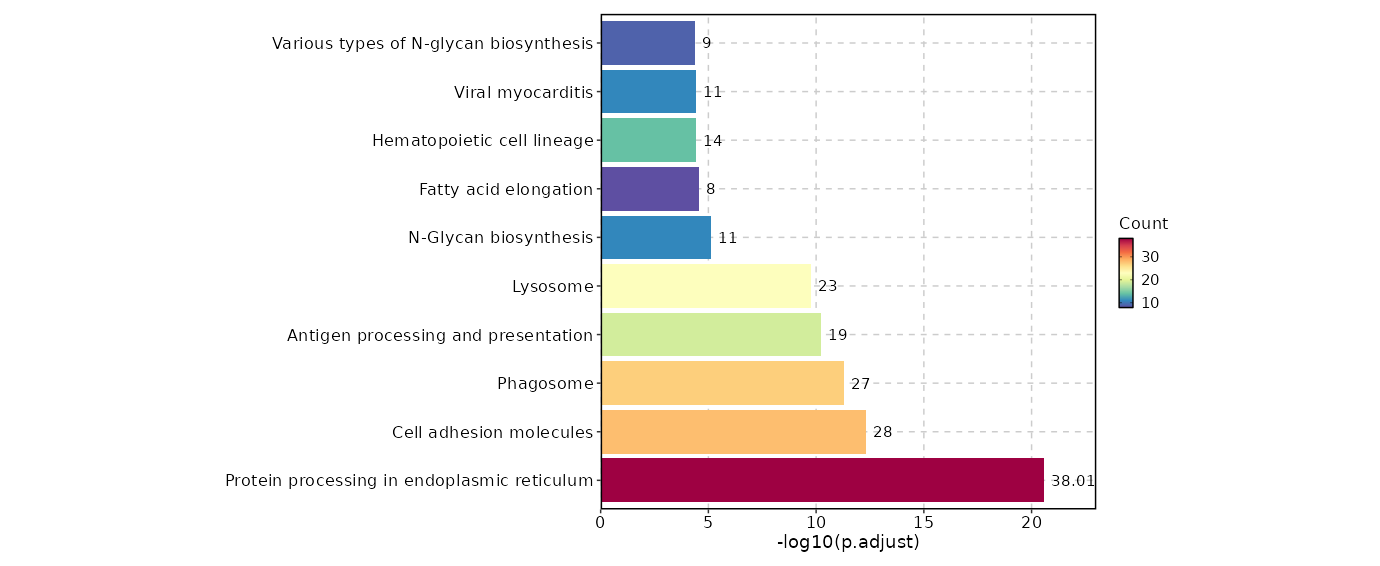 Various types of N-glycan biosynthesis 9
Viral myocarditis 11
Hematopoietic cell lineage 14
Fatty acid elongation 8
N-Glycan biosynthesis 11
Lysosome 23
Antigen processing and presentation 19
Phagosome 27
Cell adhesion molecules 28
Protein processing in endoplasmic reticulum 38.01
0 5 10 15 20
-log10(p.adjust)
Count
30
20
10